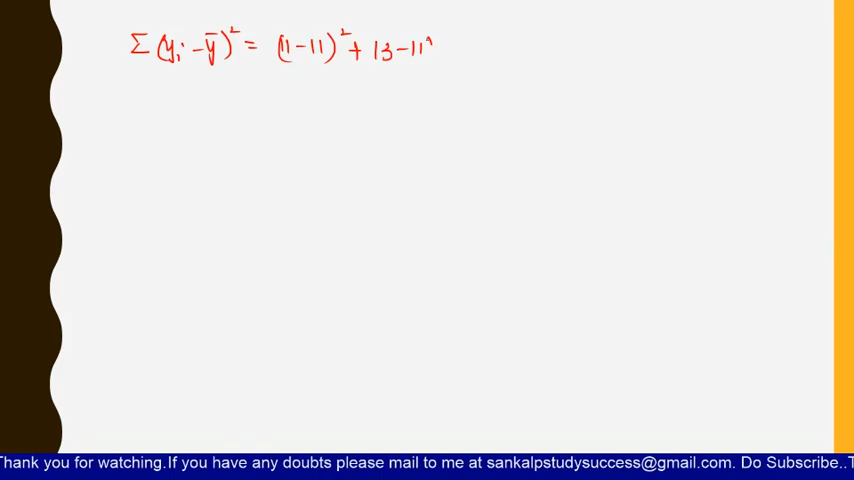 Σ (yᵢ - ȳ)² = (11 - 11)² + 13 - 11
Thank you for watching.If you have any doubts please mail to me at sankalpstudysuccess@gmail.com. Do Subscribe..T